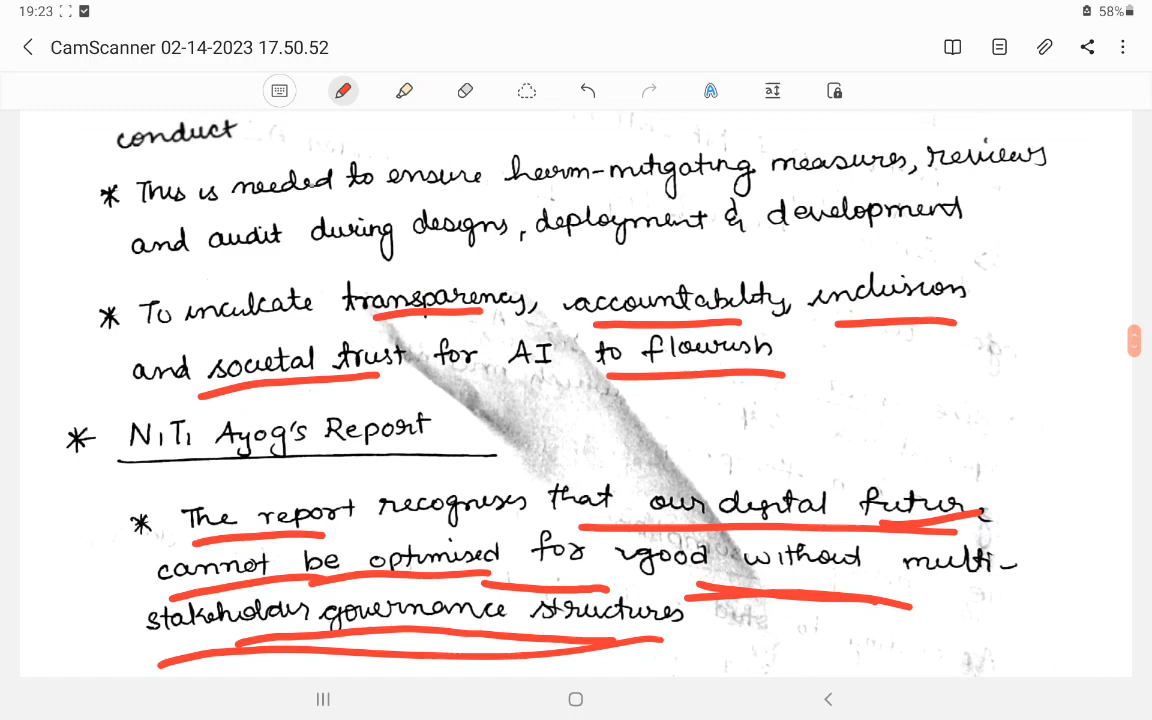 19:23
58%
CamScanner 02-14-2023 17.50.52
conduct
* This is needed to ensure harm-mitigating measures, reviews
and audit during designs, deployment & development
* To inculcate transparency, accountability, inclusion
and societal trust for AI to flourish
* NITI Ayog's Report
* The report recognises that our digital future
cannot be optimised for good without multi-
stakeholder governance structures